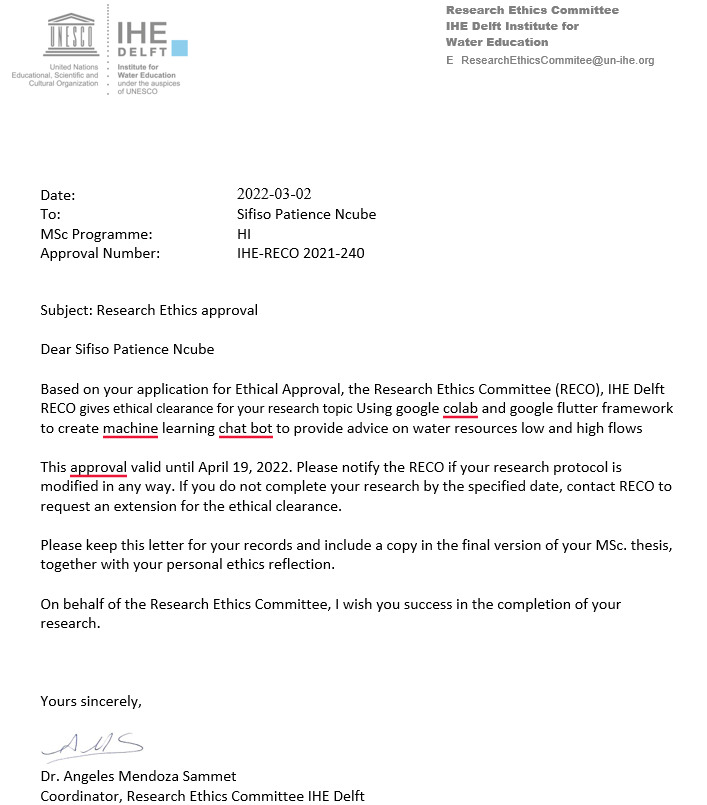 UNESCO
United Nations
Educational, Scientific and
Cultural Organization
IHE
DELFT
Institute for
Water Education
under the auspices
of UNESCO
Research Ethics Committee
IHE Delft Institute for
Water Education
E ResearchEthicsCommitee@un-ihe.org
Date: 2022-03-02
To: Sifiso Patience Ncube
MSc Programme: HI
Approval Number: IHE-RECO 2021-240
Subject: Research Ethics approval
Dear Sifiso Patience Ncube
Based on your application for Ethical Approval, the Research Ethics Committee (RECO), IHE Delft
RECO gives ethical clearance for your research topic Using google colab and google flutter framework
to create machine learning chat bot to provide advice on water resources low and high flows
This approval valid until April 19, 2022. Please notify the RECO if your research protocol is
modified in any way. If you do not complete your research by the specified date, contact RECO to
request an extension for the ethical clearance.
Please keep this letter for your records and include a copy in the final version of your MSc. thesis,
together with your personal ethics reflection.
On behalf of the Research Ethics Committee, I wish you success in the completion of your
research.
Yours sincerely,
AMS
Dr. Angeles Mendoza Sammet
Coordinator, Research Ethics Committee IHE Delft